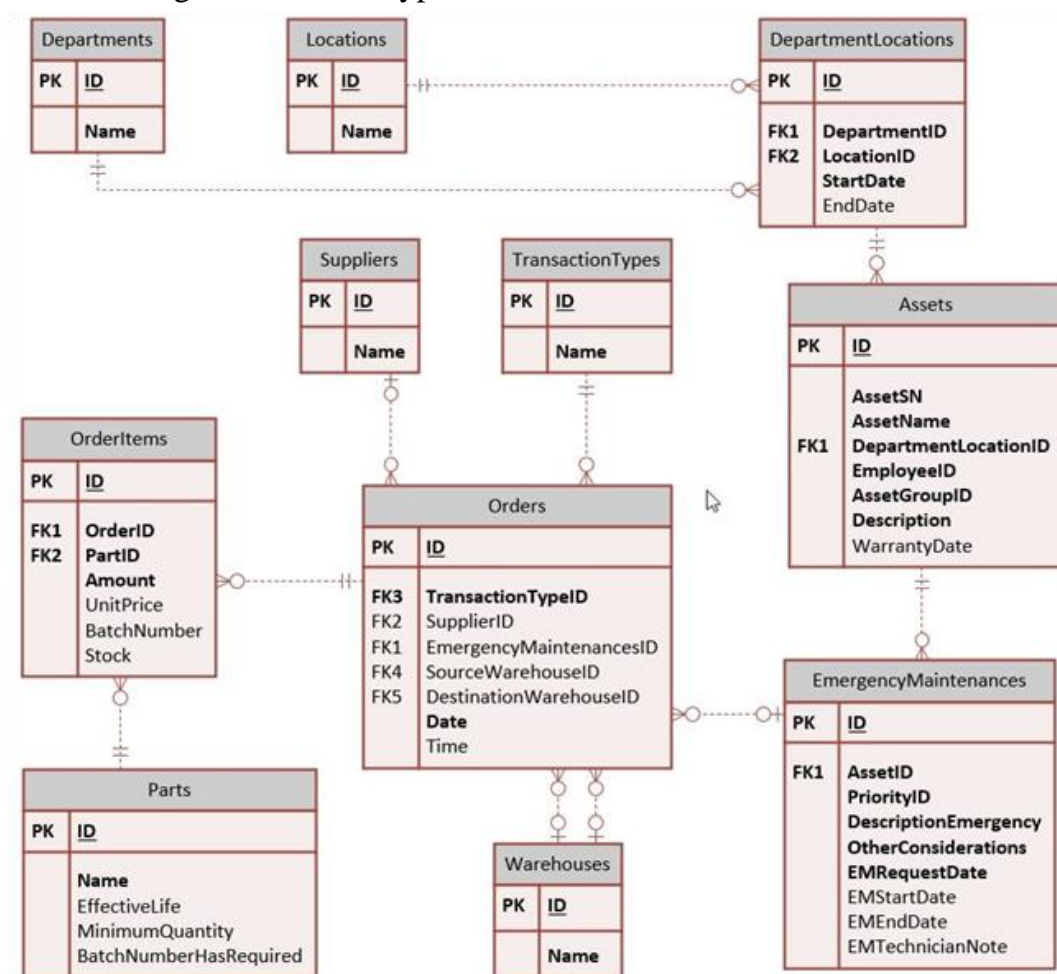 Departments
PK ID
Name
Locations
PK ID
Name
DepartmentLocations
PK ID
FK1 DepartmentID
FK2 LocationID
StartDate
EndDate
Suppliers
PK ID
Name
TransactionTypes
PK ID
Name
Assets
PK ID
AssetSN
AssetName
FK1 DepartmentLocationID
EmployeeID
AssetGroupID
Description
WarrantyDate
OrderItems
PK ID
FK1 OrderID
FK2 PartID
Amount
UnitPrice
BatchNumber
Stock
Orders
PK ID
FK3 TransactionTypeID
FK2 SupplierID
FK1 EmergencyMaintenancesID
FK4 SourceWarehouseID
FK5 DestinationWarehouseID
Date
Time
EmergencyMaintenances
PK ID
FK1 AssetID
PriorityID
DescriptionEmergency
OtherConsiderations
EMRequestDate
EMStartDate
EMEndDate
EMTechnicianNote
Parts
PK ID
Name
EffectiveLife
MinimumQuantity
BatchNumberHasRequired
Warehouses
PK ID
Name